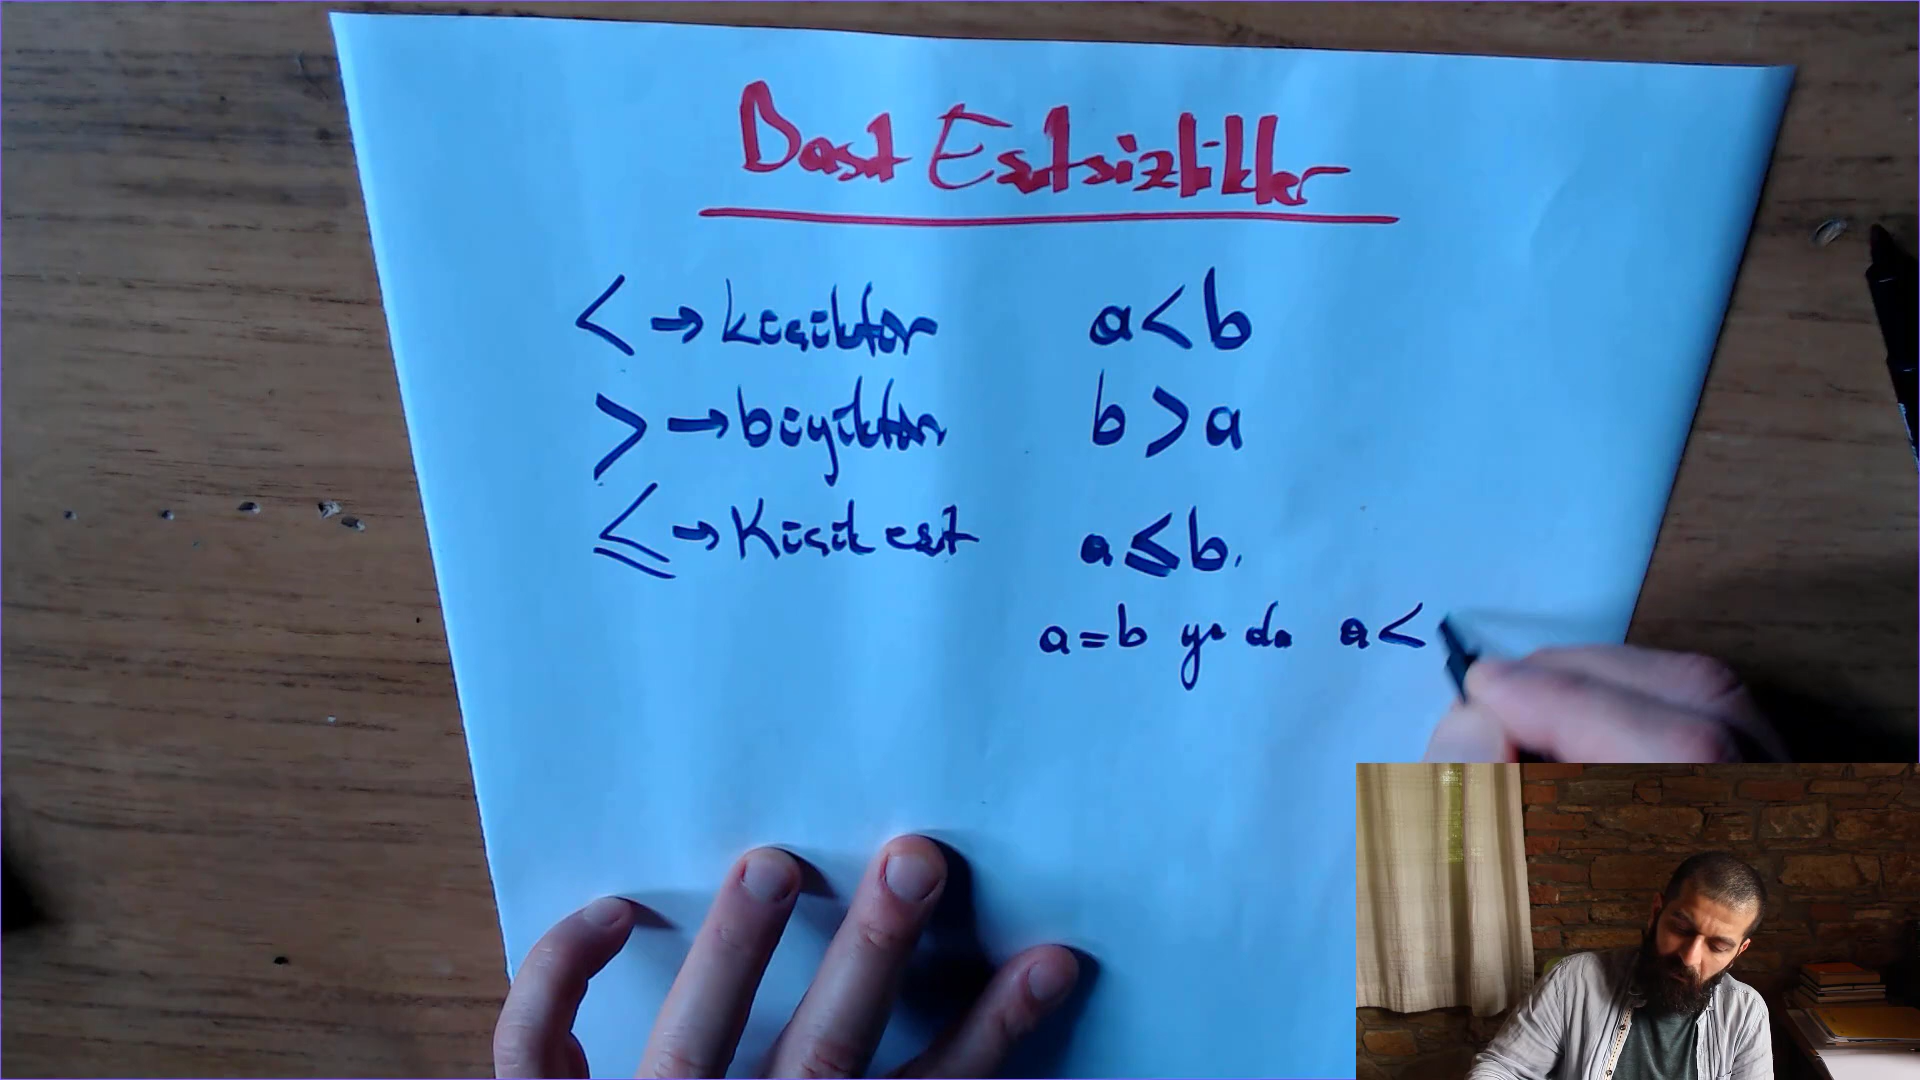 Basit Eşitsizlikler
< → küçüktür a < b
> → büyüktür b > a
≤ → Küçük eşit a ≤ b
a = b ya da a <